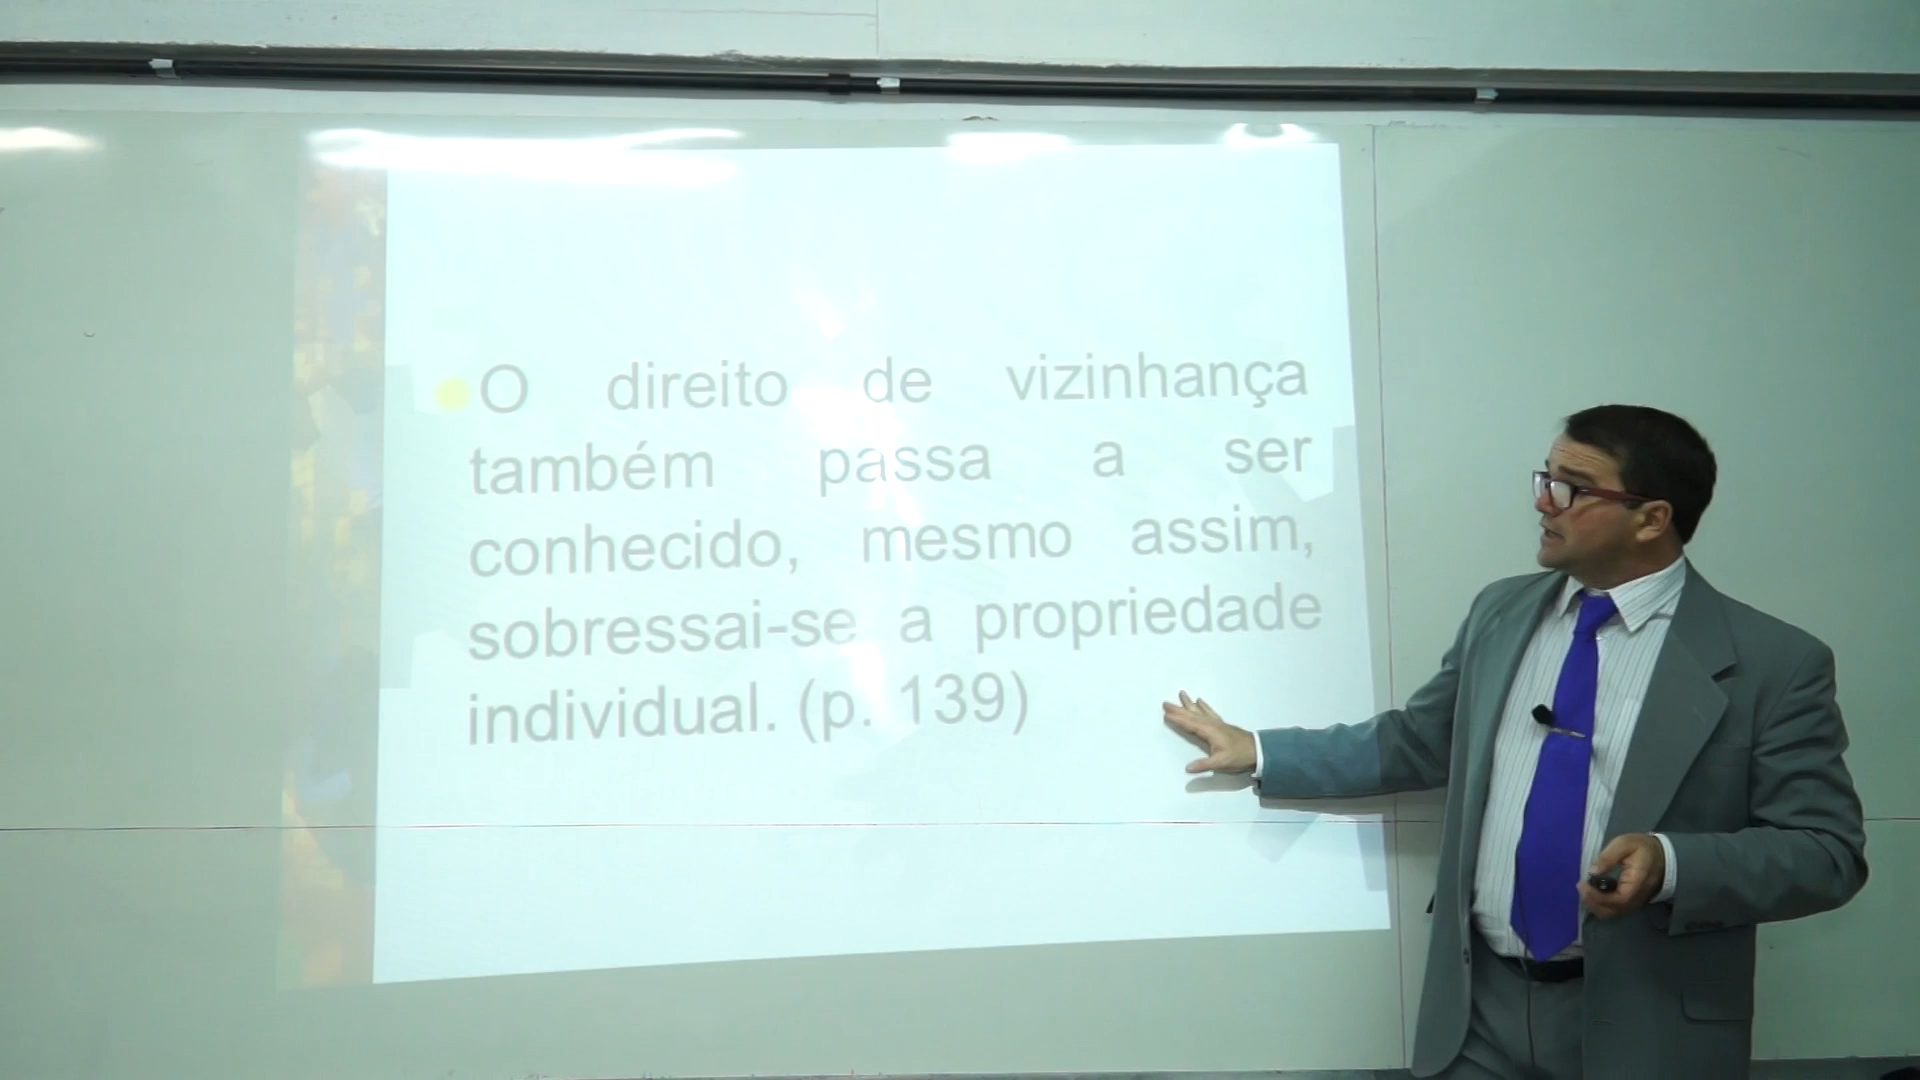 O direito de vizinhança
também passa a ser
conhecido, mesmo assim,
sobressai-se a propriedade
individual. (p. 139)